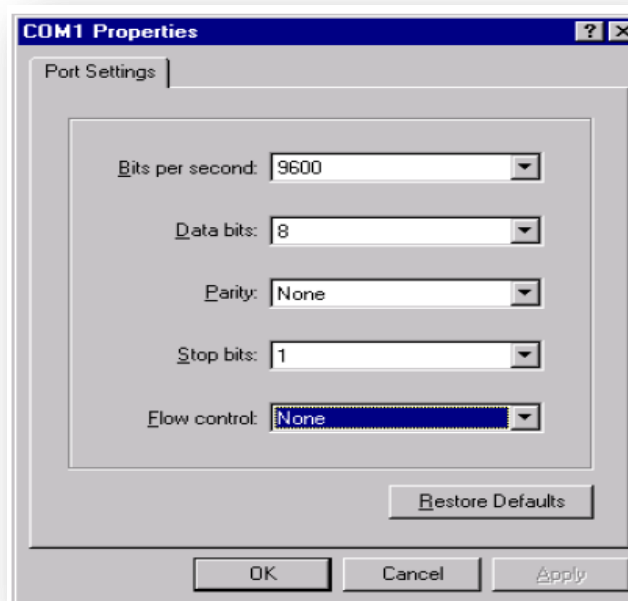 COM1 Properties
Port Settings
Bits per second: 9600
Data bits: 8
Parity: None
Stop bits: 1
Flow control: None
Restore Defaults
OK Cancel Apply